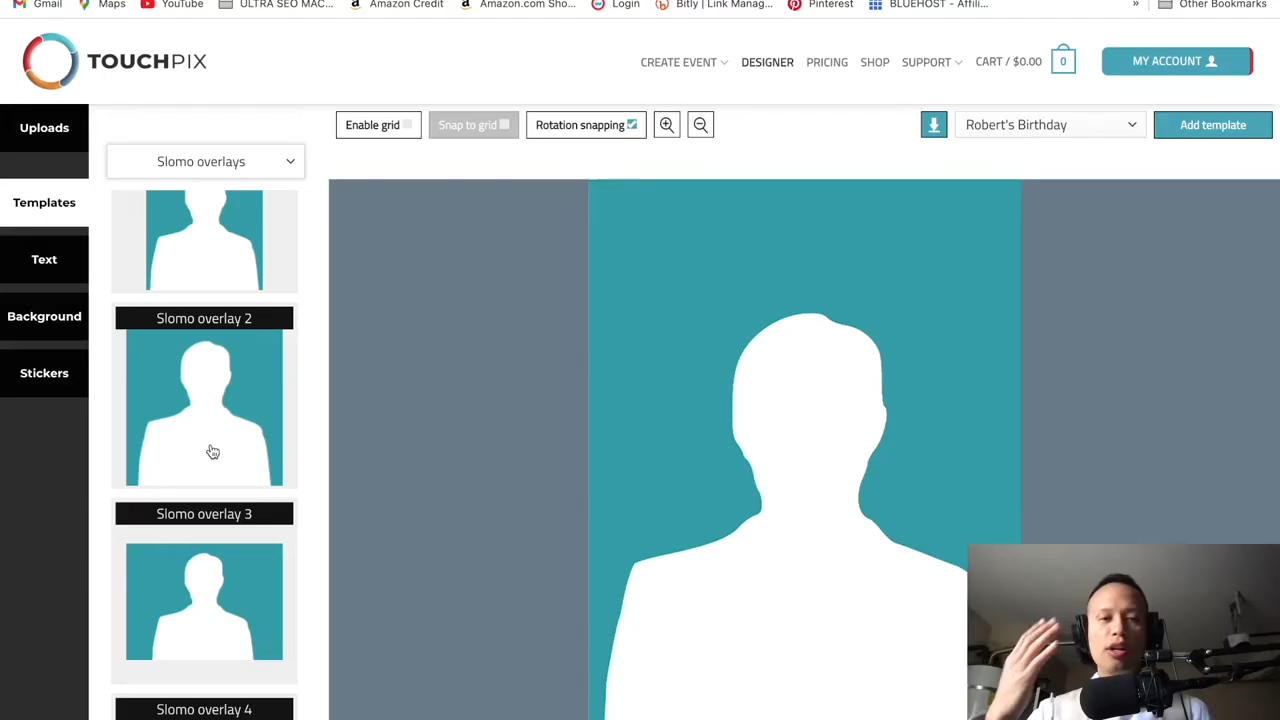 Gmail Maps YouTube ULTRA SEO MAC... Amazon Credit Amazon.com Sho... Login Bitly | Link Manag... Pinterest BLUEHOST - Affili... » Other Bookmarks
TOUCHPIX
CREATE EVENT DESIGNER PRICING SHOP SUPPORT CART / $0.00 0 MY ACCOUNT
Uploads
Templates
Text
Background
Stickers
Enable grid Snap to grid Rotation snapping Robert's Birthday Add template
Slomo overlays
Slomo overlay 2
Slomo overlay 3
Slomo overlay 4